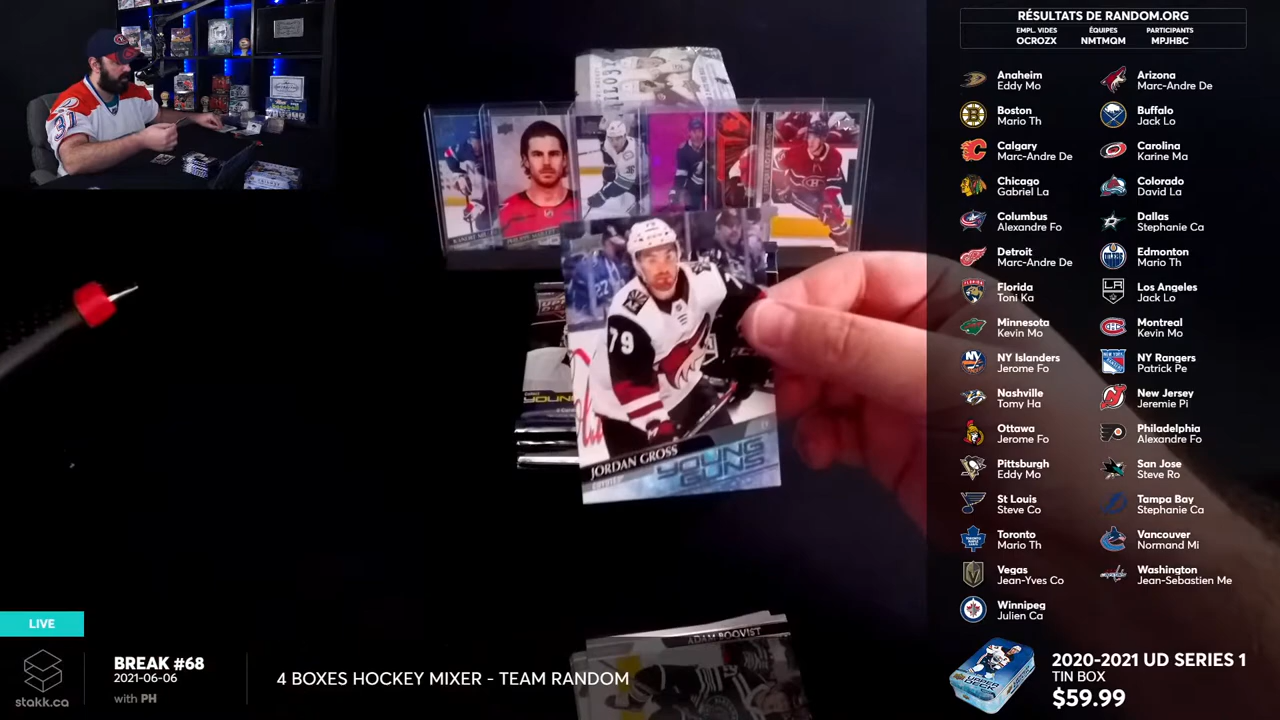 RÉSULTATS DE RANDOM.ORG
EMPL. VIDES
OCROZX
ÉQUIPES
NMTMQM
PARTICIPANTS
MPJHBC
Anaheim
Eddy Mo
Arizona
Marc-Andre De
Boston
Mario Th
Buffalo
Jack Lo
Calgary
Marc-Andre De
Carolina
Karine Ma
Chicago
Gabriel La
Colorado
David La
Columbus
Alexandre Fo
Dallas
Stephanie Ca
Detroit
Marc-Andre De
Edmonton
Mario Th
Florida
Toni Ka
Los Angeles
Jack Lo
Minnesota
Kevin Mo
Montreal
Kevin Mo
NY Islanders
Jerome Fo
NY Rangers
Patrick Pe
Nashville
Tomy Ha
New Jersey
Jeremie Pi
Ottawa
Jerome Fo
Philadelphia
Alexandre Fo
Pittsburgh
Eddy Mo
San Jose
Steve Ro
St Louis
Steve Co
Tampa Bay
Stephanie Ca
Toronto
Mario Th
Vancouver
Normand Mi
Vegas
Jean-Yves Co
Washington
Jean-Sebastien Me
Winnipeg
Julien Ca
2020-2021 UD SERIES 1
TIN BOX
$59.99
31
79
79
JORDAN GROSS
YOUNG
GUNS
ADAM BOQVIST
LIVE
stakk.ca
BREAK #68
2021-06-06
with PH
4 BOXES HOCKEY MIXER - TEAM RANDOM